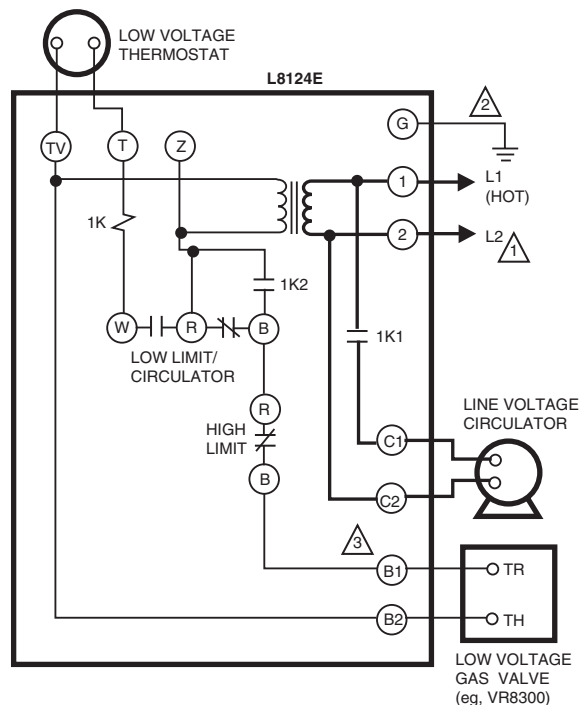 LOW VOLTAGE
THERMOSTAT
L8124E
TV
T
Z
G
2
1
L1
(HOT)
2
L2
1
1K
1K2
1K1
W
R
B
LOW LIMIT/
CIRCULATOR
R
HIGH
LIMIT
B
C1
C2
LINE VOLTAGE
CIRCULATOR
3
B1
TR
B2
TH
LOW VOLTAGE
GAS VALVE
(eg, VR8300)